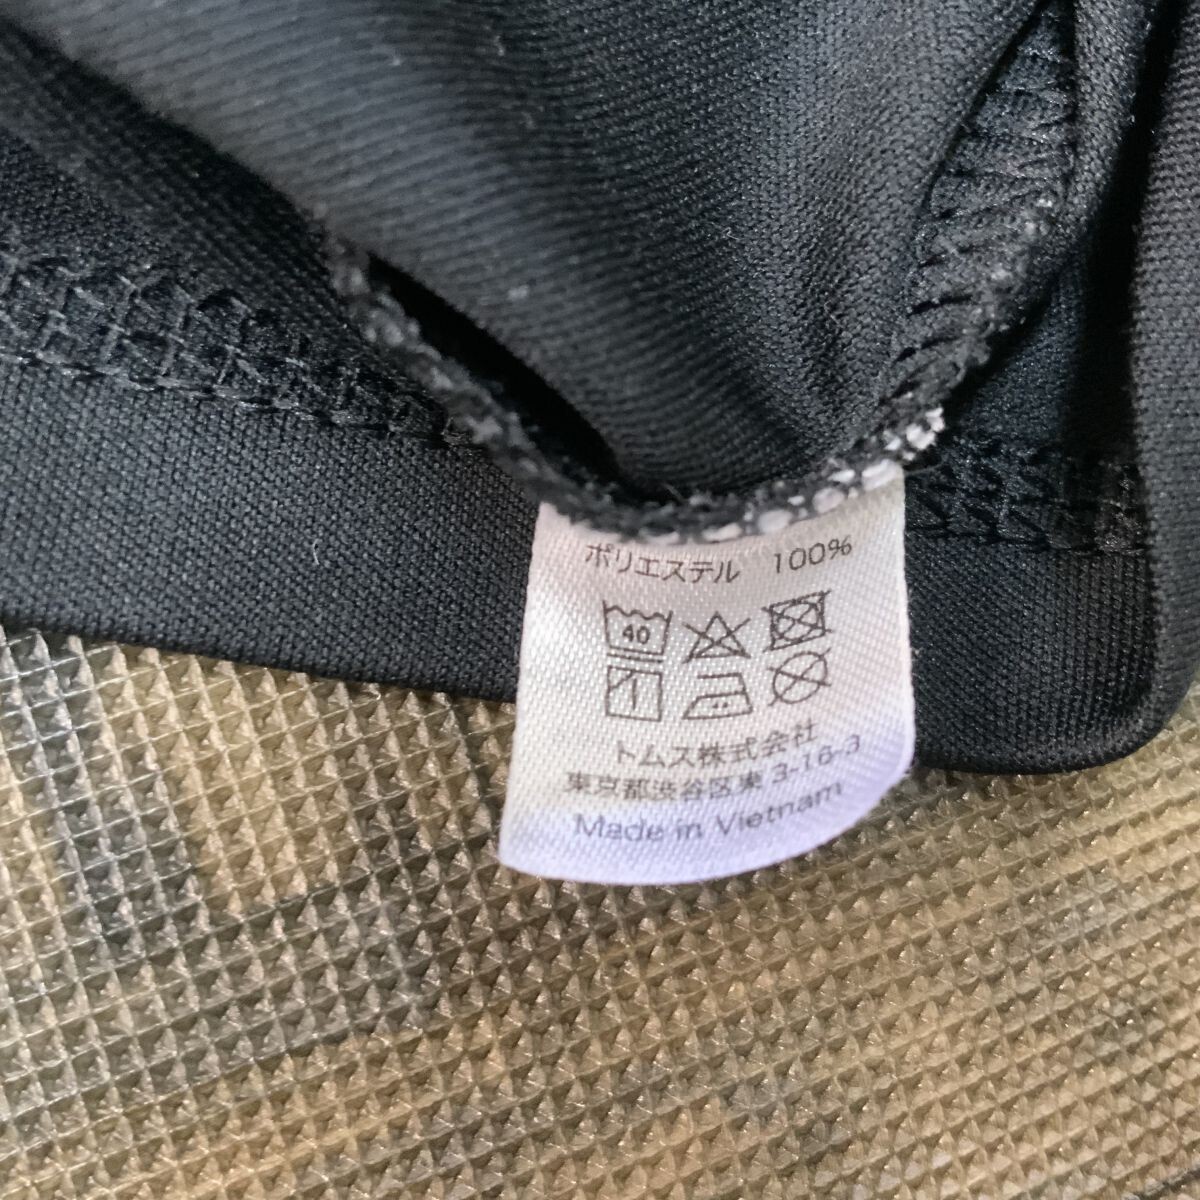 ポリエステル 100%
40
トムス株式会社
東京都渋谷区東 3-16-3
Made in Vietnam